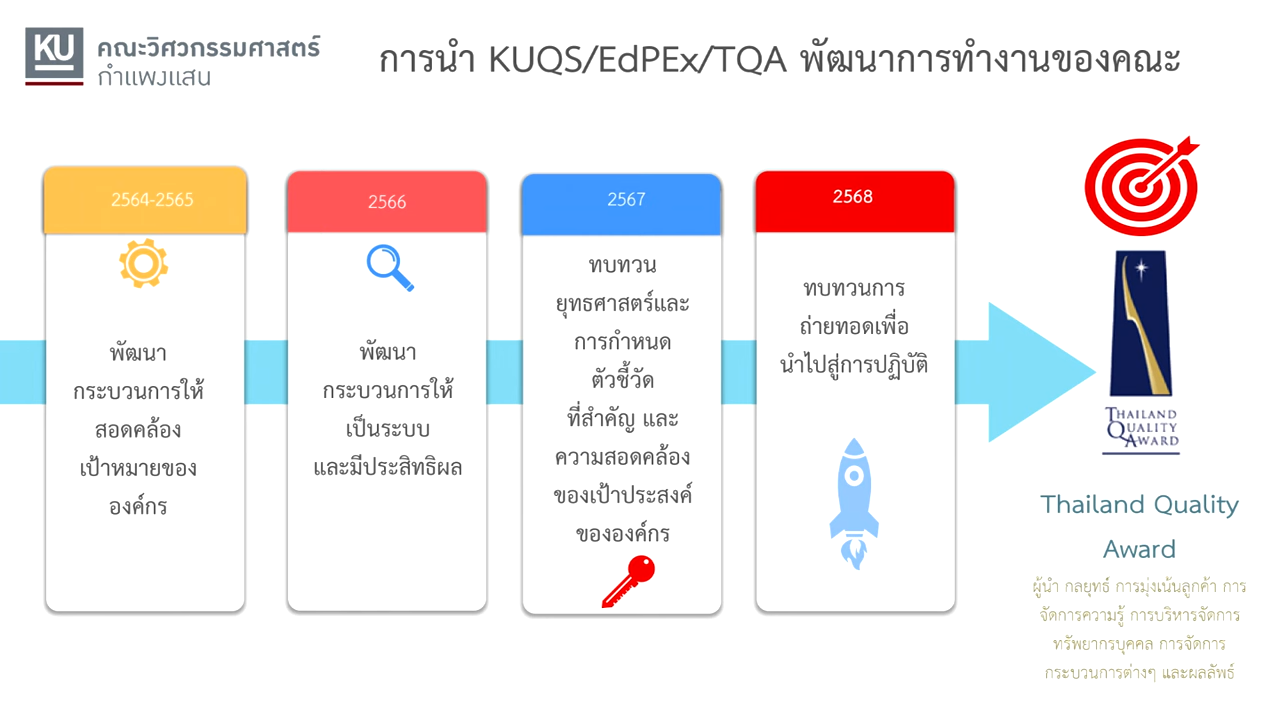 KU
คณะวิศวกรรมศาสตร์
กำแพงแสน
การนำ KUQS/EdPEx/TQA พัฒนาการทำงานของคณะ
2564-2565
พัฒนา
กระบวนการให้
สอดคล้อง
เป้าหมายของ
องค์กร
2566
พัฒนา
กระบวนการให้
เป็นระบบ
และมีประสิทธิผล
2567
ทบทวน
ยุทธศาสตร์และ
การกำหนด
ตัวชี้วัด
ที่สำคัญ และ
ความสอดคล้อง
ของเป้าประสงค์
ขององค์กร
2568
ทบทวนการ
ถ่ายทอดเพื่อ
นำไปสู่การปฏิบัติ
THAILAND
QUALITY
AWARD
Thailand Quality
Award
ผู้นำ กลยุทธ์ การมุ่งเน้นลูกค้า การ
จัดการความรู้ การบริหารจัดการ
ทรัพยากรบุคคล การจัดการ
กระบวนการต่างๆ และผลลัพธ์